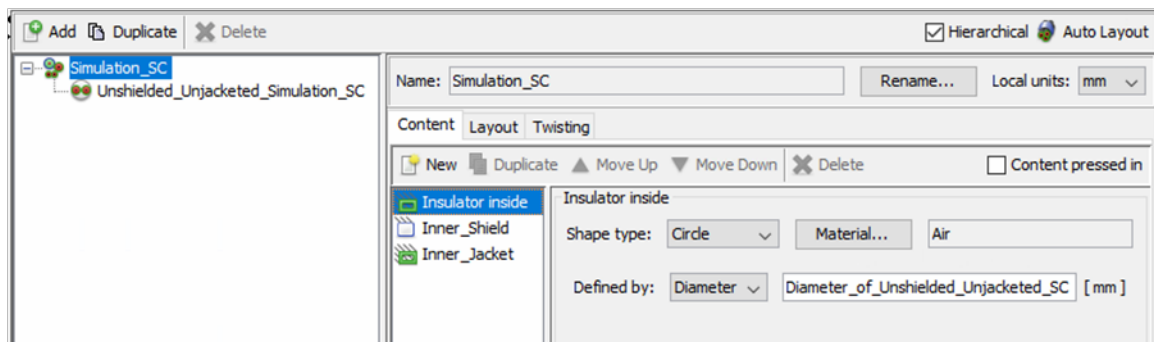 Add Duplicate Delete Hierarchical Auto Layout
Simulation_SC
Unshielded_Unjacketed_Simulation_SC
Name: Simulation_SC Rename... Local units: mm
Content Layout Twisting
New Duplicate Move Up Move Down Delete Content pressed in
Insulator inside
Inner_Shield
Inner_Jacket
Insulator inside
Shape type: Circle Material... Air
Defined by: Diameter Diameter_of_Unshielded_Unjacketed_SC [mm]